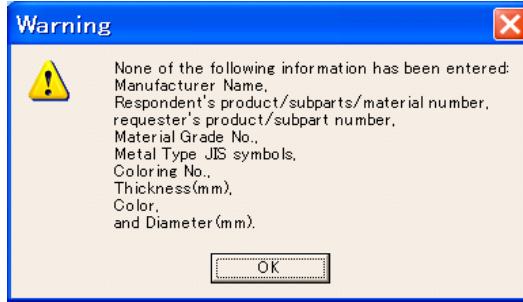 Warning
None of the following information has been entered:
Manufacturer Name,
Respondent's product/subparts/material number,
requester's product/subpart number,
Material Grade No.,
Metal Type JIS symbols,
Coloring No.,
Thickness(mm),
Color,
and Diameter(mm).
OK